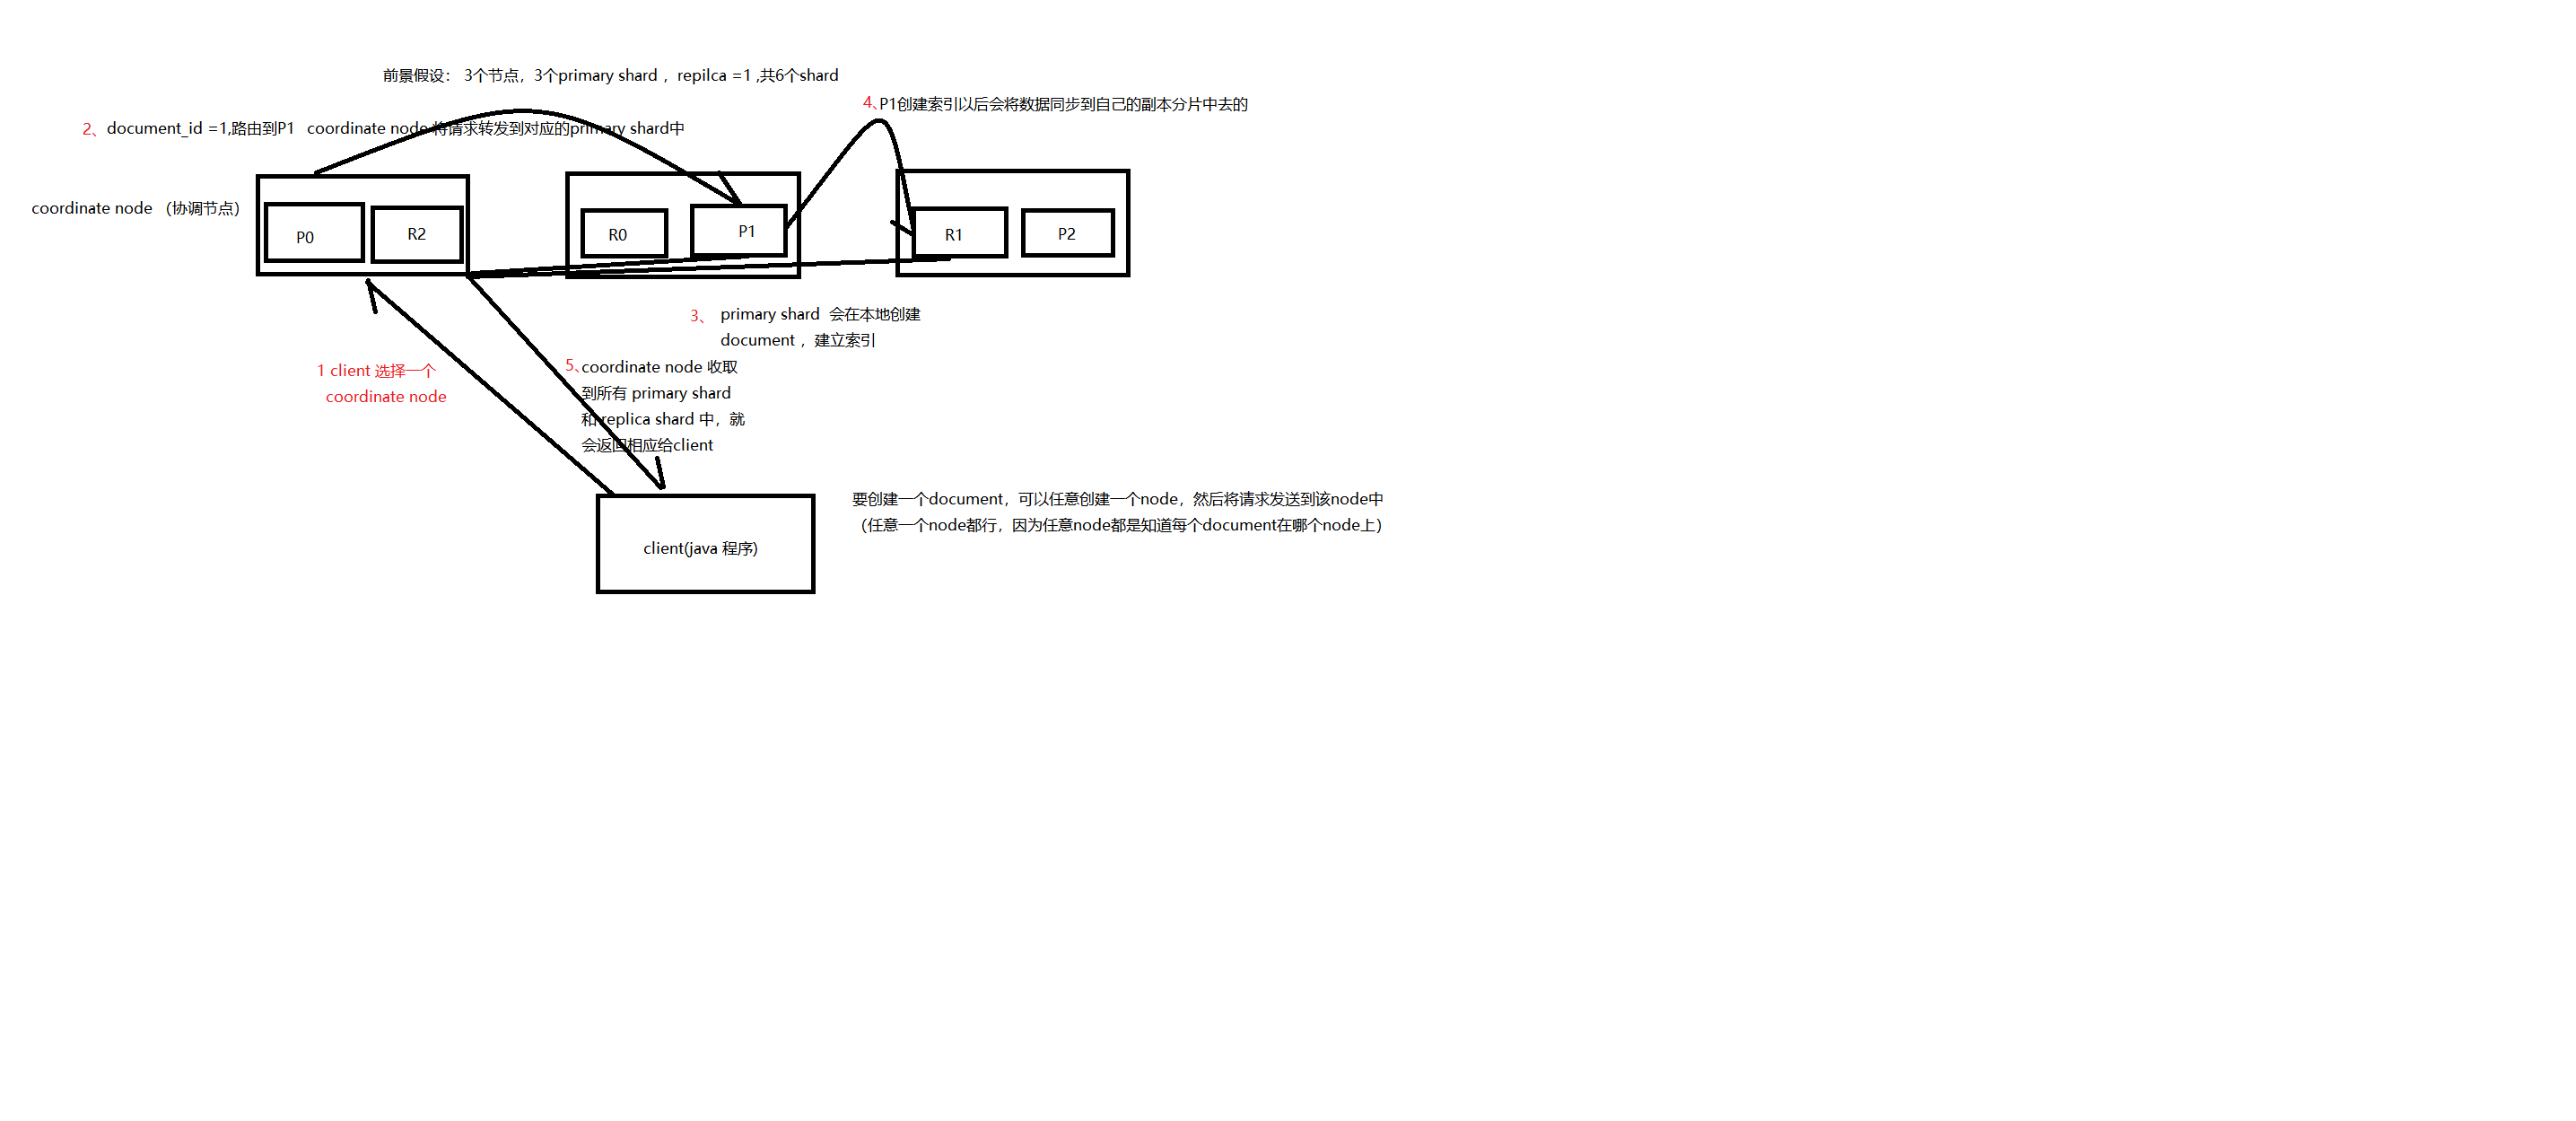 前景假设： 3个节点，3个primary shard ，repilca =1 ,共6个shard
4、P1创建索引以后会将数据同步到自己的副本分片中去的
2、document_id =1,路由到P1 coordinate node 将请求转发到对应的primary shard中
coordinate node （协调节点）
P0
R2
R0
P1
R1
P2
3、 primary shard 会在本地创建
document ，建立索引
1 client 选择一个
coordinate node
5、coordinate node 收取
到所有 primary shard
和 replica shard 中，就
会返回相应给client
要创建一个document，可以任意创建一个node，然后将请求发送到该node中
（任意一个node都行，因为任意node都是知道每个document在哪个node上）
client(java 程序)